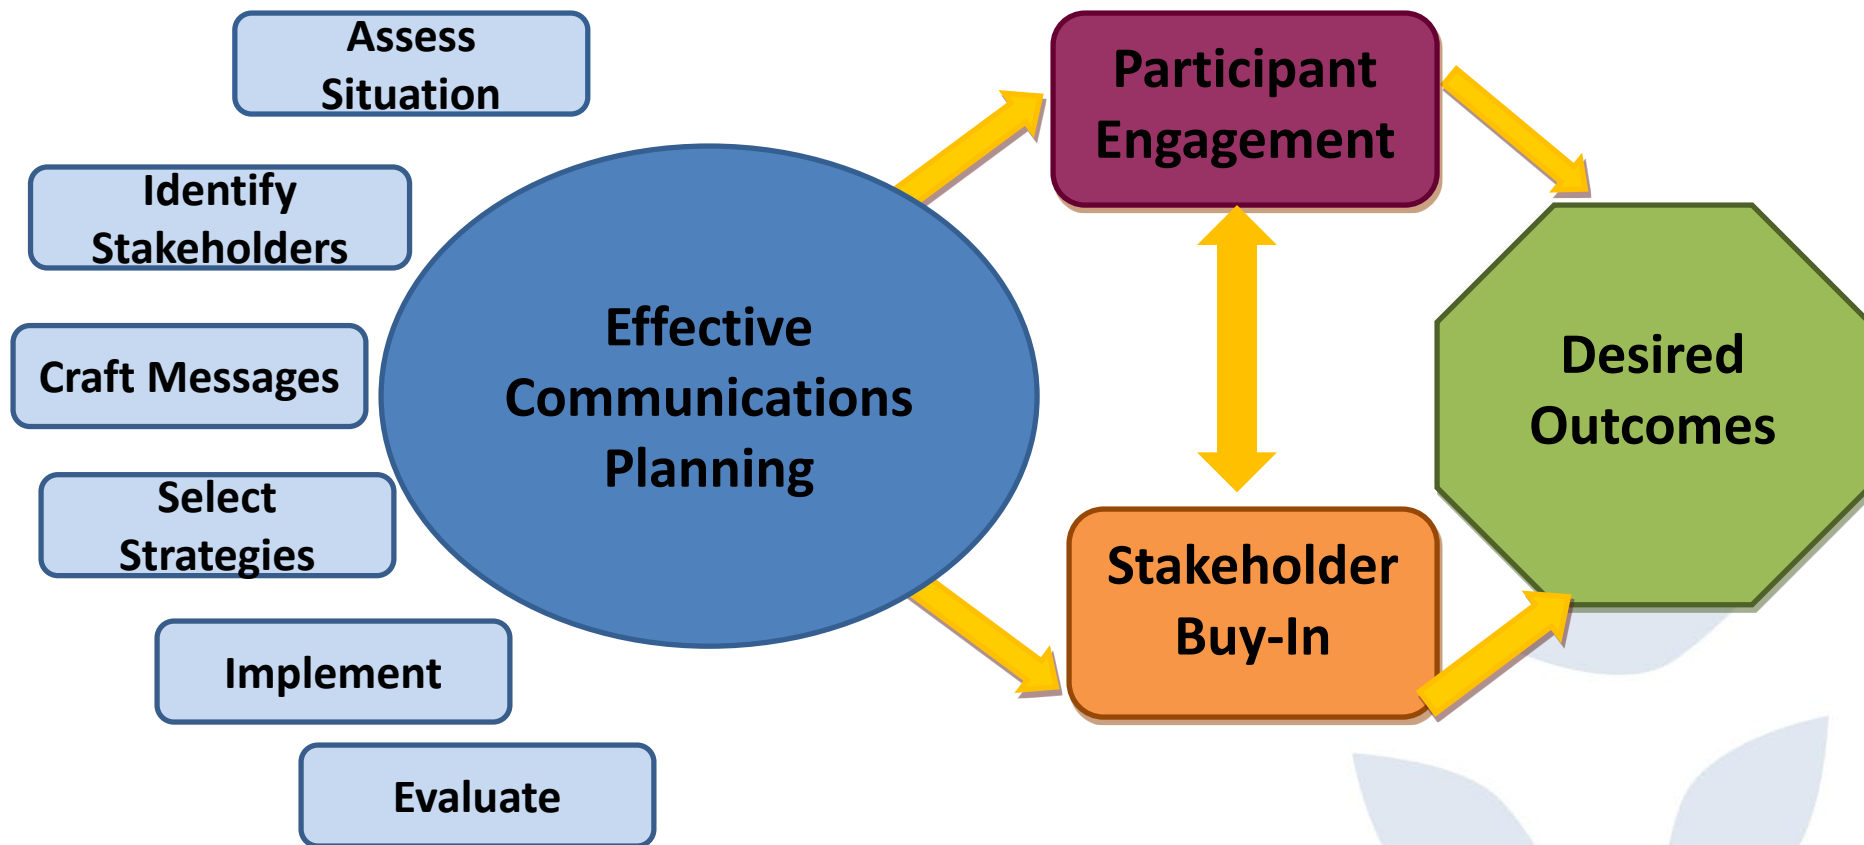 Assess
Situation
Identify
Stakeholders
Craft Messages
Select
Strategies
Implement
Evaluate
Effective
Communications
Planning
Participant
Engagement
Stakeholder
Buy-In
Desired
Outcomes